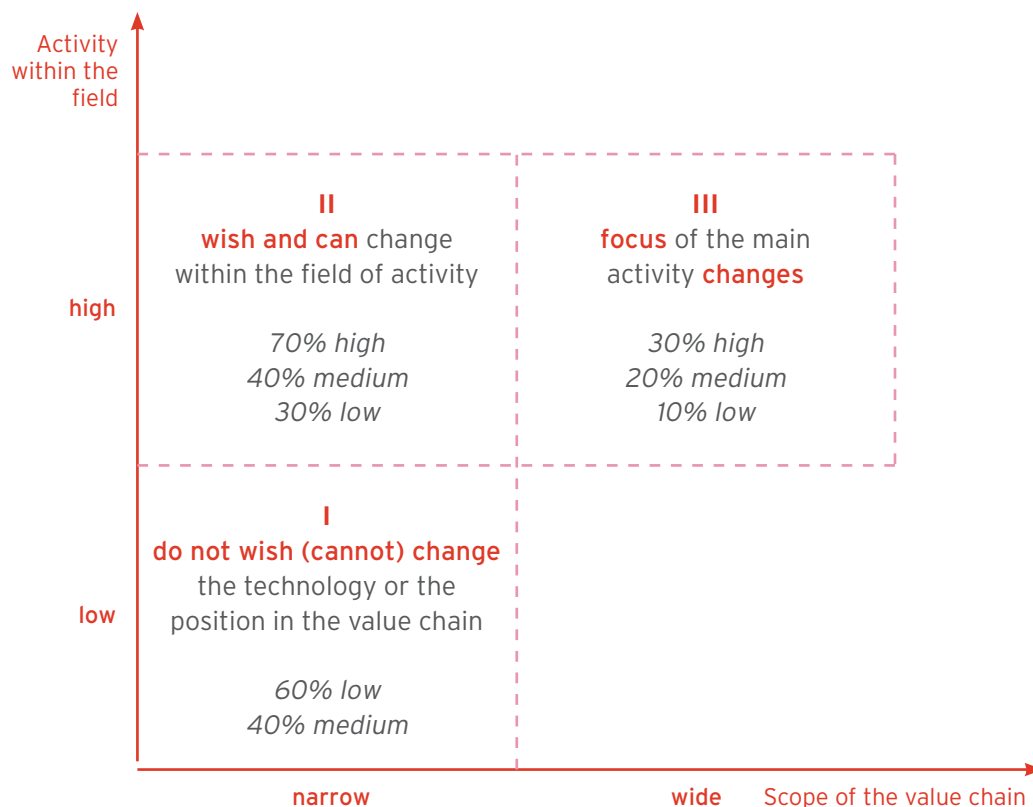 Activity
within the
field
II
wish and can change
within the field of activity
70% high
40% medium
30% low
III
focus of the main
activity changes
30% high
20% medium
10% low
high
I
do not wish (cannot) change
the technology or the
position in the value chain
60% low
40% medium
low
narrow
wide
Scope of the value chain